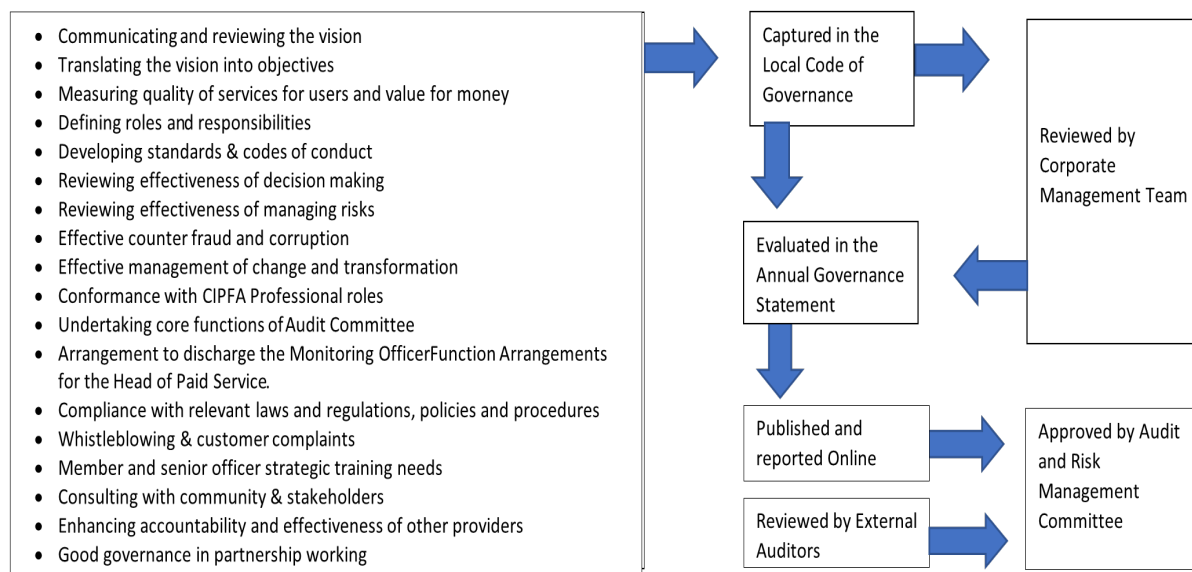 • Communicating and reviewing the vision
• Translating the vision into objectives
• Measuring quality of services for users and value for money
• Defining roles and responsibilities
• Developing standards & codes of conduct
• Reviewing effectiveness of decision making
• Reviewing effectiveness of managing risks
• Effective counter fraud and corruption
• Effective management of change and transformation
• Conformance with CIPFA Professional roles
• Undertaking core functions of Audit Committee
• Arrangement to discharge the Monitoring OfficerFunction Arrangements
for the Head of Paid Service.
• Compliance with relevant laws and regulations, policies and procedures
• Whistleblowing & customer complaints
• Member and senior officer strategic training needs
• Consulting with community & stakeholders
• Enhancing accountability and effectiveness of other providers
• Good governance in partnership working
Captured in the
Local Code of
Governance
Reviewed by
Corporate
Management Team
Evaluated in the
Annual Governance
Statement
Published and
reported Online
Reviewed by External
Auditors
Approved by Audit
and Risk
Management
Committee